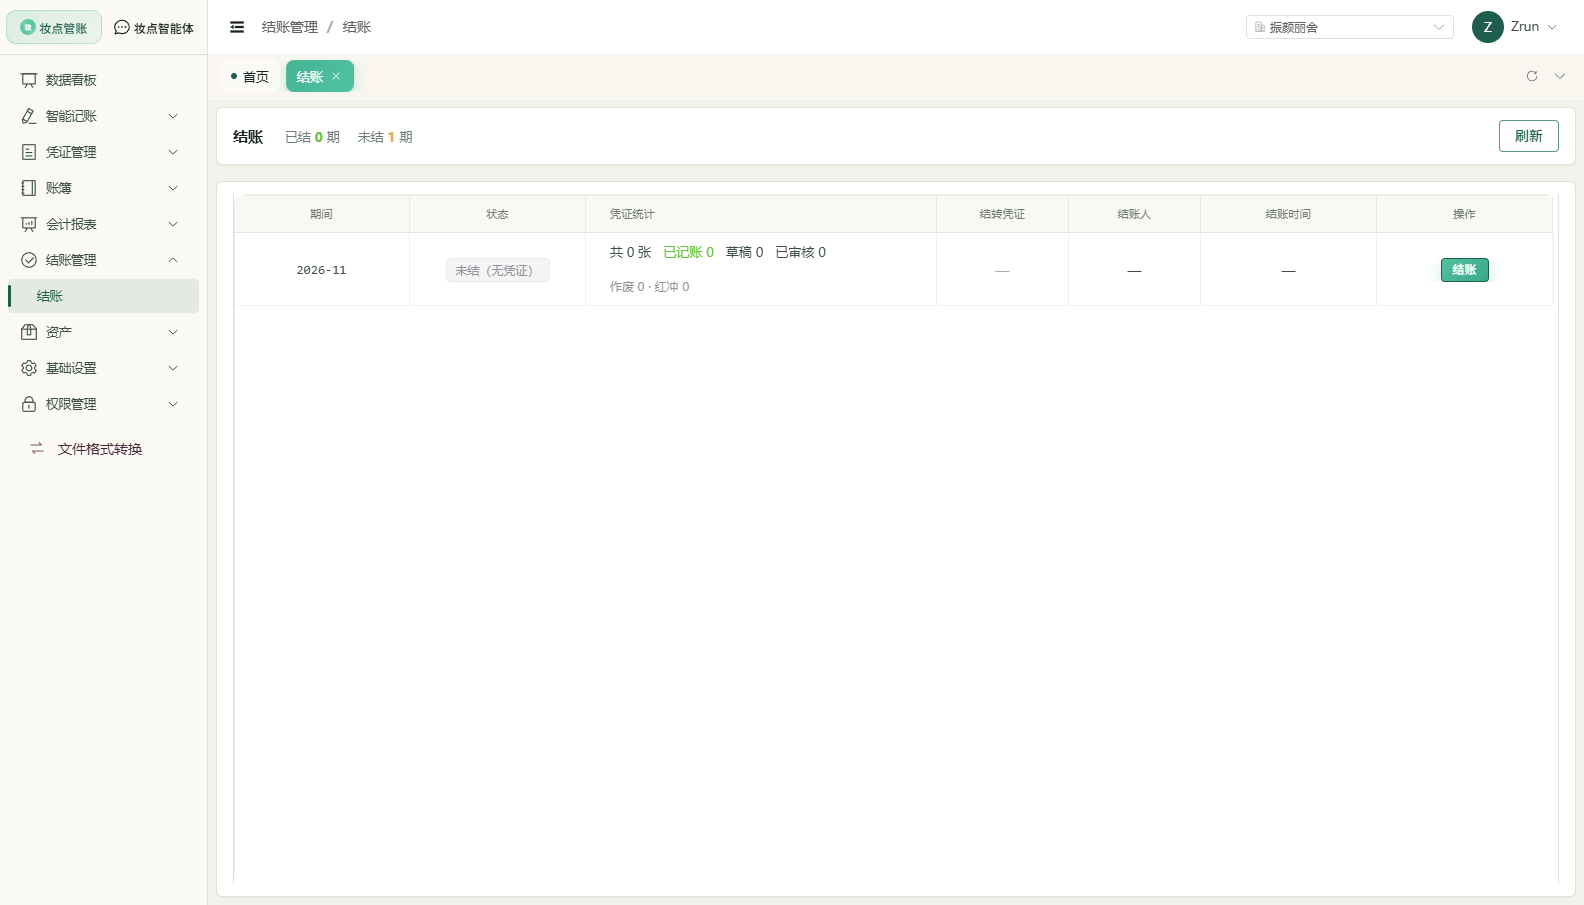 妆点管账
妆点智能体
结账管理 / 结账
振颜丽舍
Z
Zrun
数据看板
智能记账
凭证管理
账簿
会计报表
结账管理
结账
资产
基础设置
权限管理
文件格式转换
首页
结账
结账 已结 0 期 未结 1 期
刷新
期间 状态 凭证统计 结转凭证 结账人 结账时间 操作
2026-11 未结（无凭证） 共 0 张 已记账 0 草稿 0 已审核 0 — — — 结账
作废 0 · 红冲 0